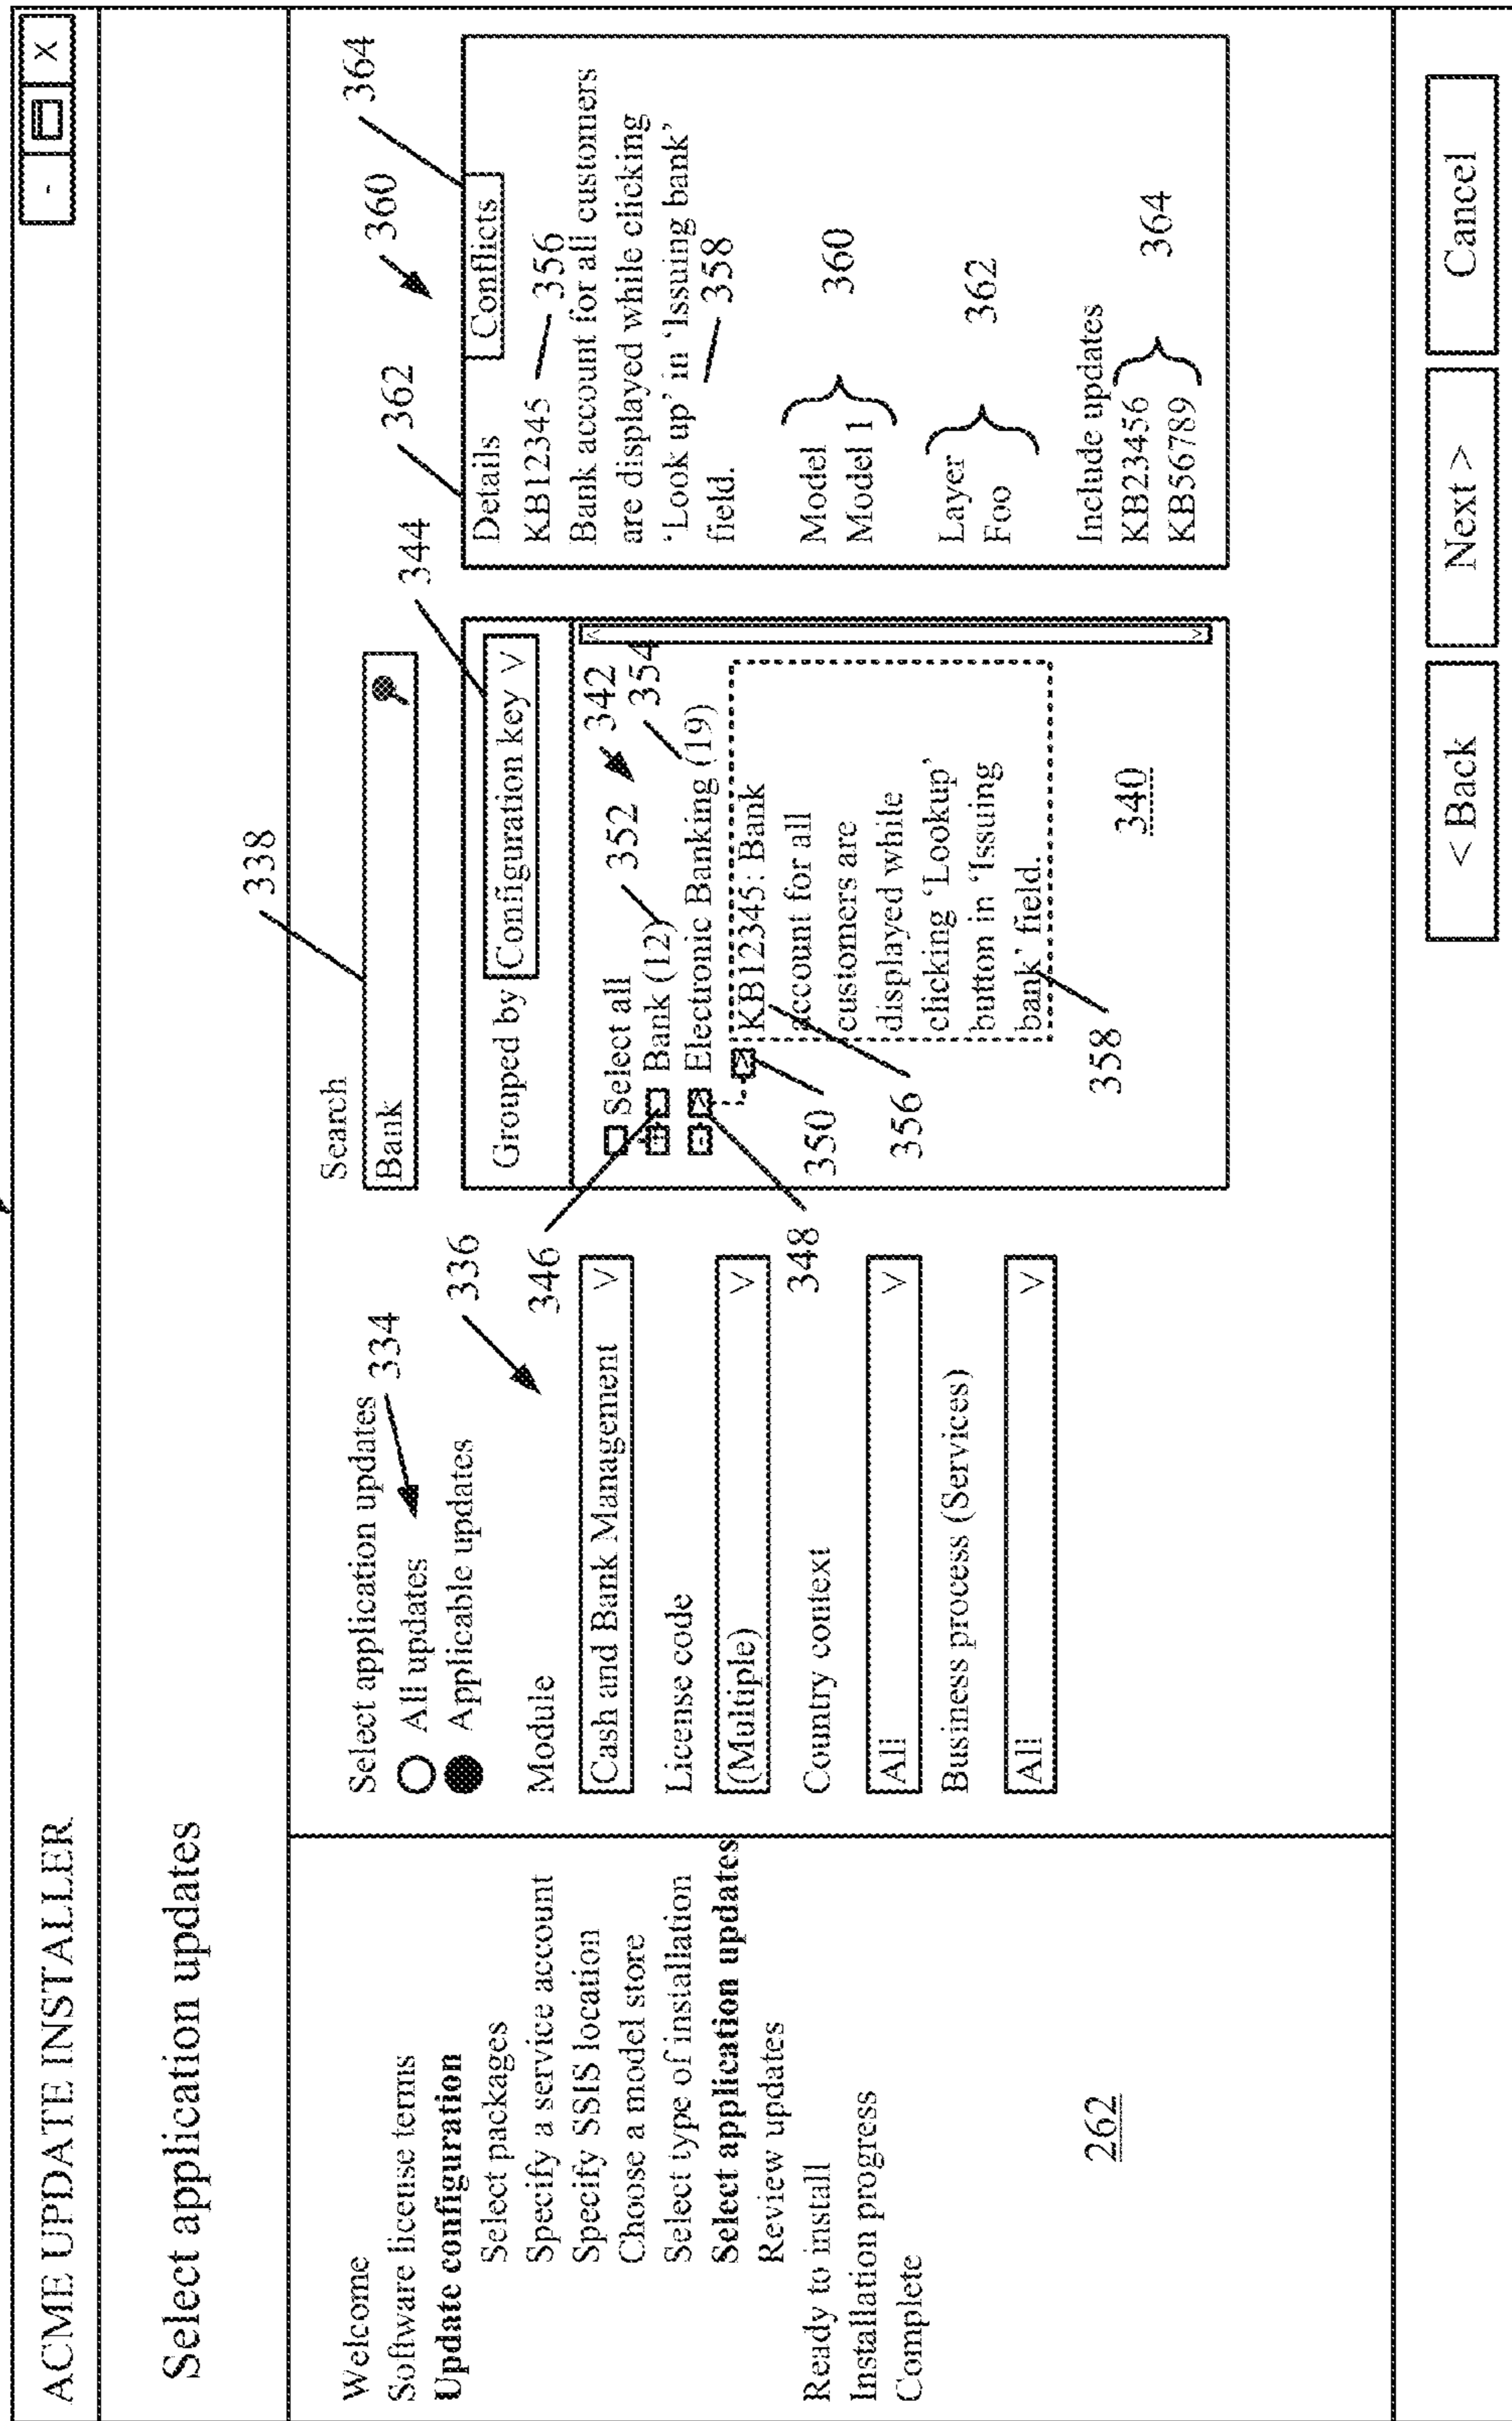 ACME UPDATE INSTALLER
- X
Select application updates
Welcome
Software license terms
Update configuration
Select packages
Specify a service account
Specify SSIS location
Choose a model store
Select type of installation
Select application updates
Review updates
Ready to install
Installation progress
Complete
262
Select application updates
334
All updates
Applicable updates
336
Module
346
Cash and Bank Management V
License code
(Multiple) V
348
Country context
All V
Business process (Services)
All V
338
Search
Bank
344
Grouped by Configuration key V
Select all 352 342
Bank (12) 354
Electronic Banking (19)
KB12345: Bank
account for all
customers are
displayed while
clicking ‘Lookup’
button in ‘Issuing
bank’ field.
350
356
358
340
362 360 364
Details Conflicts
KB12345 356
Bank account for all customers
are displayed while clicking
‘Look up’ in ‘Issuing bank’
field. 358
Model
Model 1
360
Layer
Foo
362
Include updates
KB23456
KB56789
364
< Back Next > Cancel